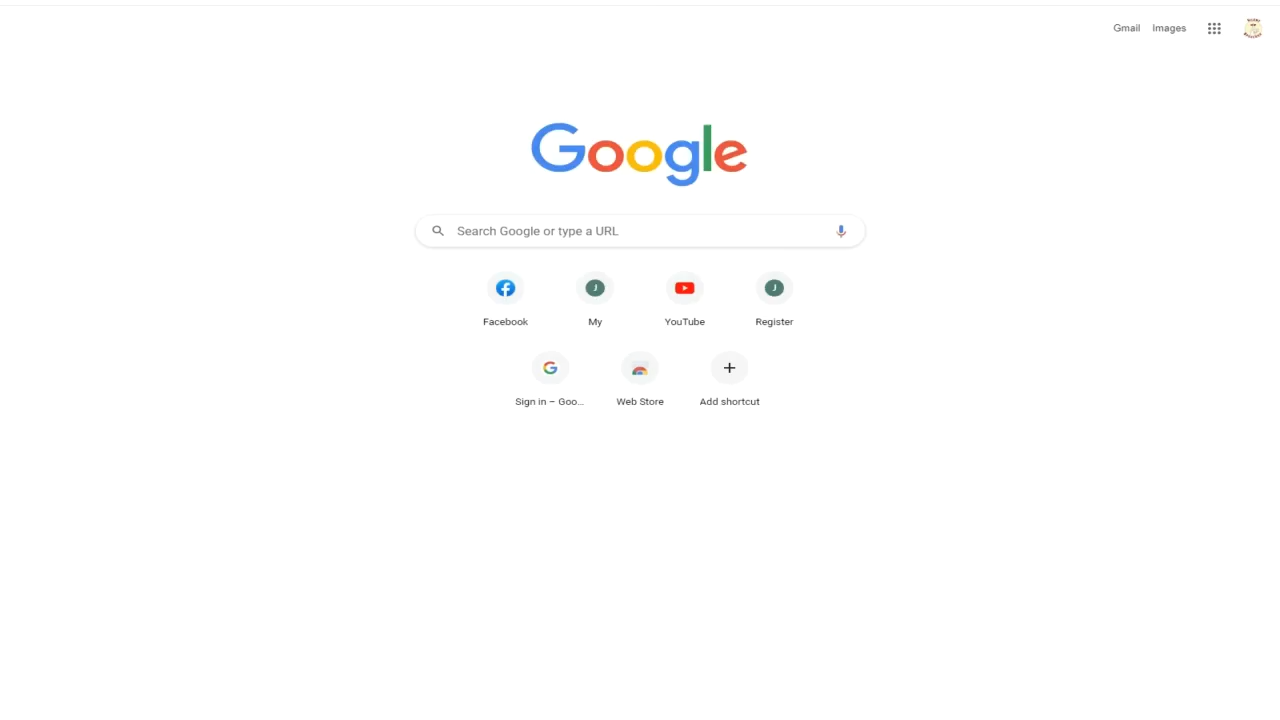 Gmail Images
Google
Search Google or type a URL
Facebook My YouTube Register
Sign in – Goo... Web Store Add shortcut